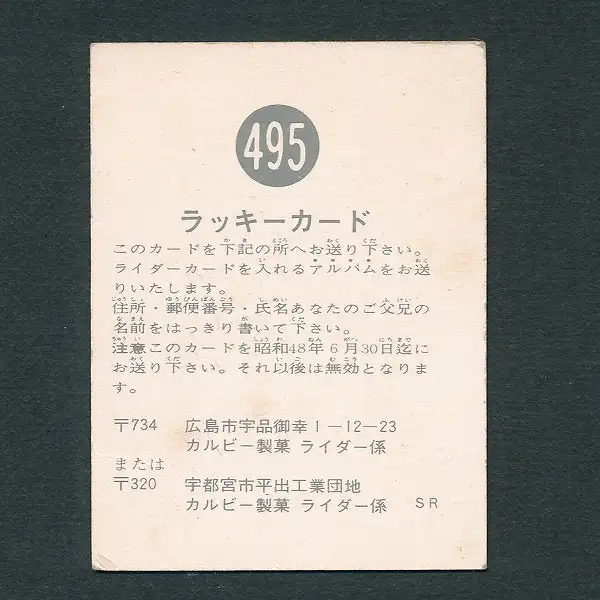 495
ラッキーカード
このカードを下記の所へお送り下さい。
ライダーカードを入れるアルバムをお送
りいたします。
住所・郵便番号・氏名あなたのご父兄の
名前をはっきり書いて下さい。
注意このカードを昭和48年6月30日迄に
お送り下さい。それ以後は無効となりま
す。
〒734 広島市宇品御幸1-12-23
カルビー製菓 ライダー係
または
〒320 宇都宮市平出工業団地
カルビー製菓 ライダー係 SR